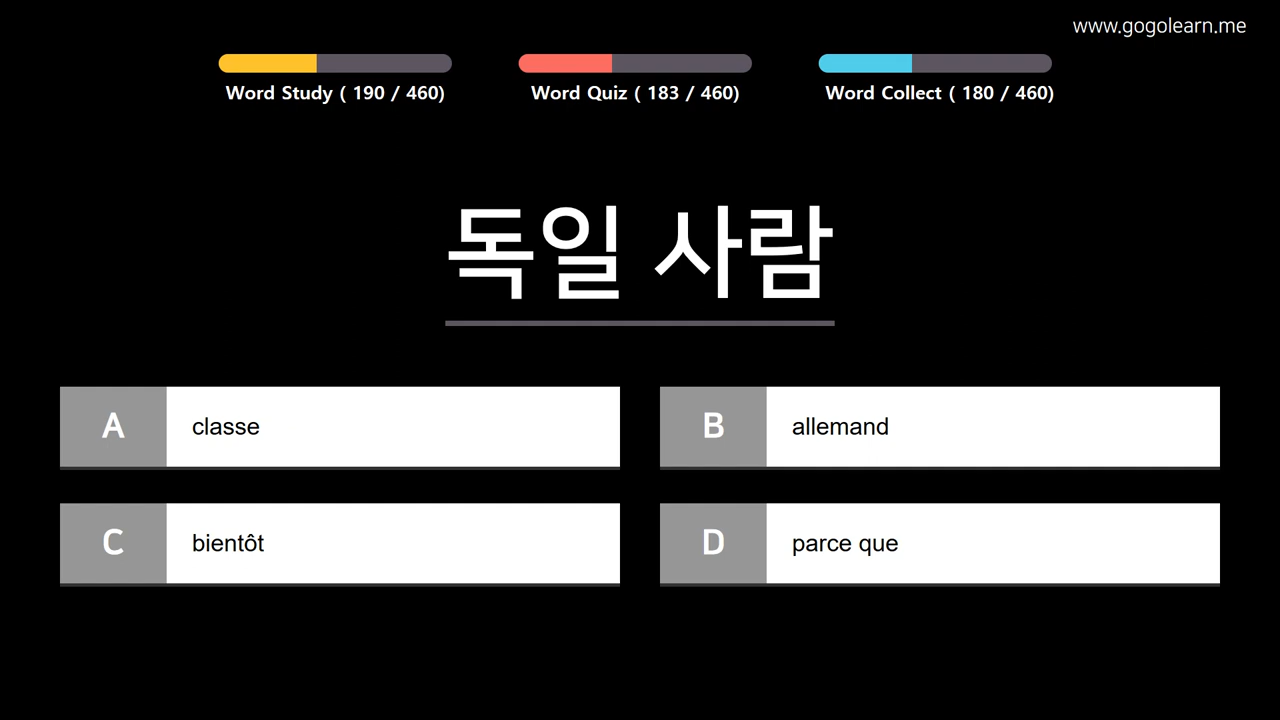 www.gogolearn.me
Word Study ( 190 / 460)
Word Quiz ( 183 / 460)
Word Collect ( 180 / 460)
독일 사람
A classe
B allemand
C bientôt
D parce que